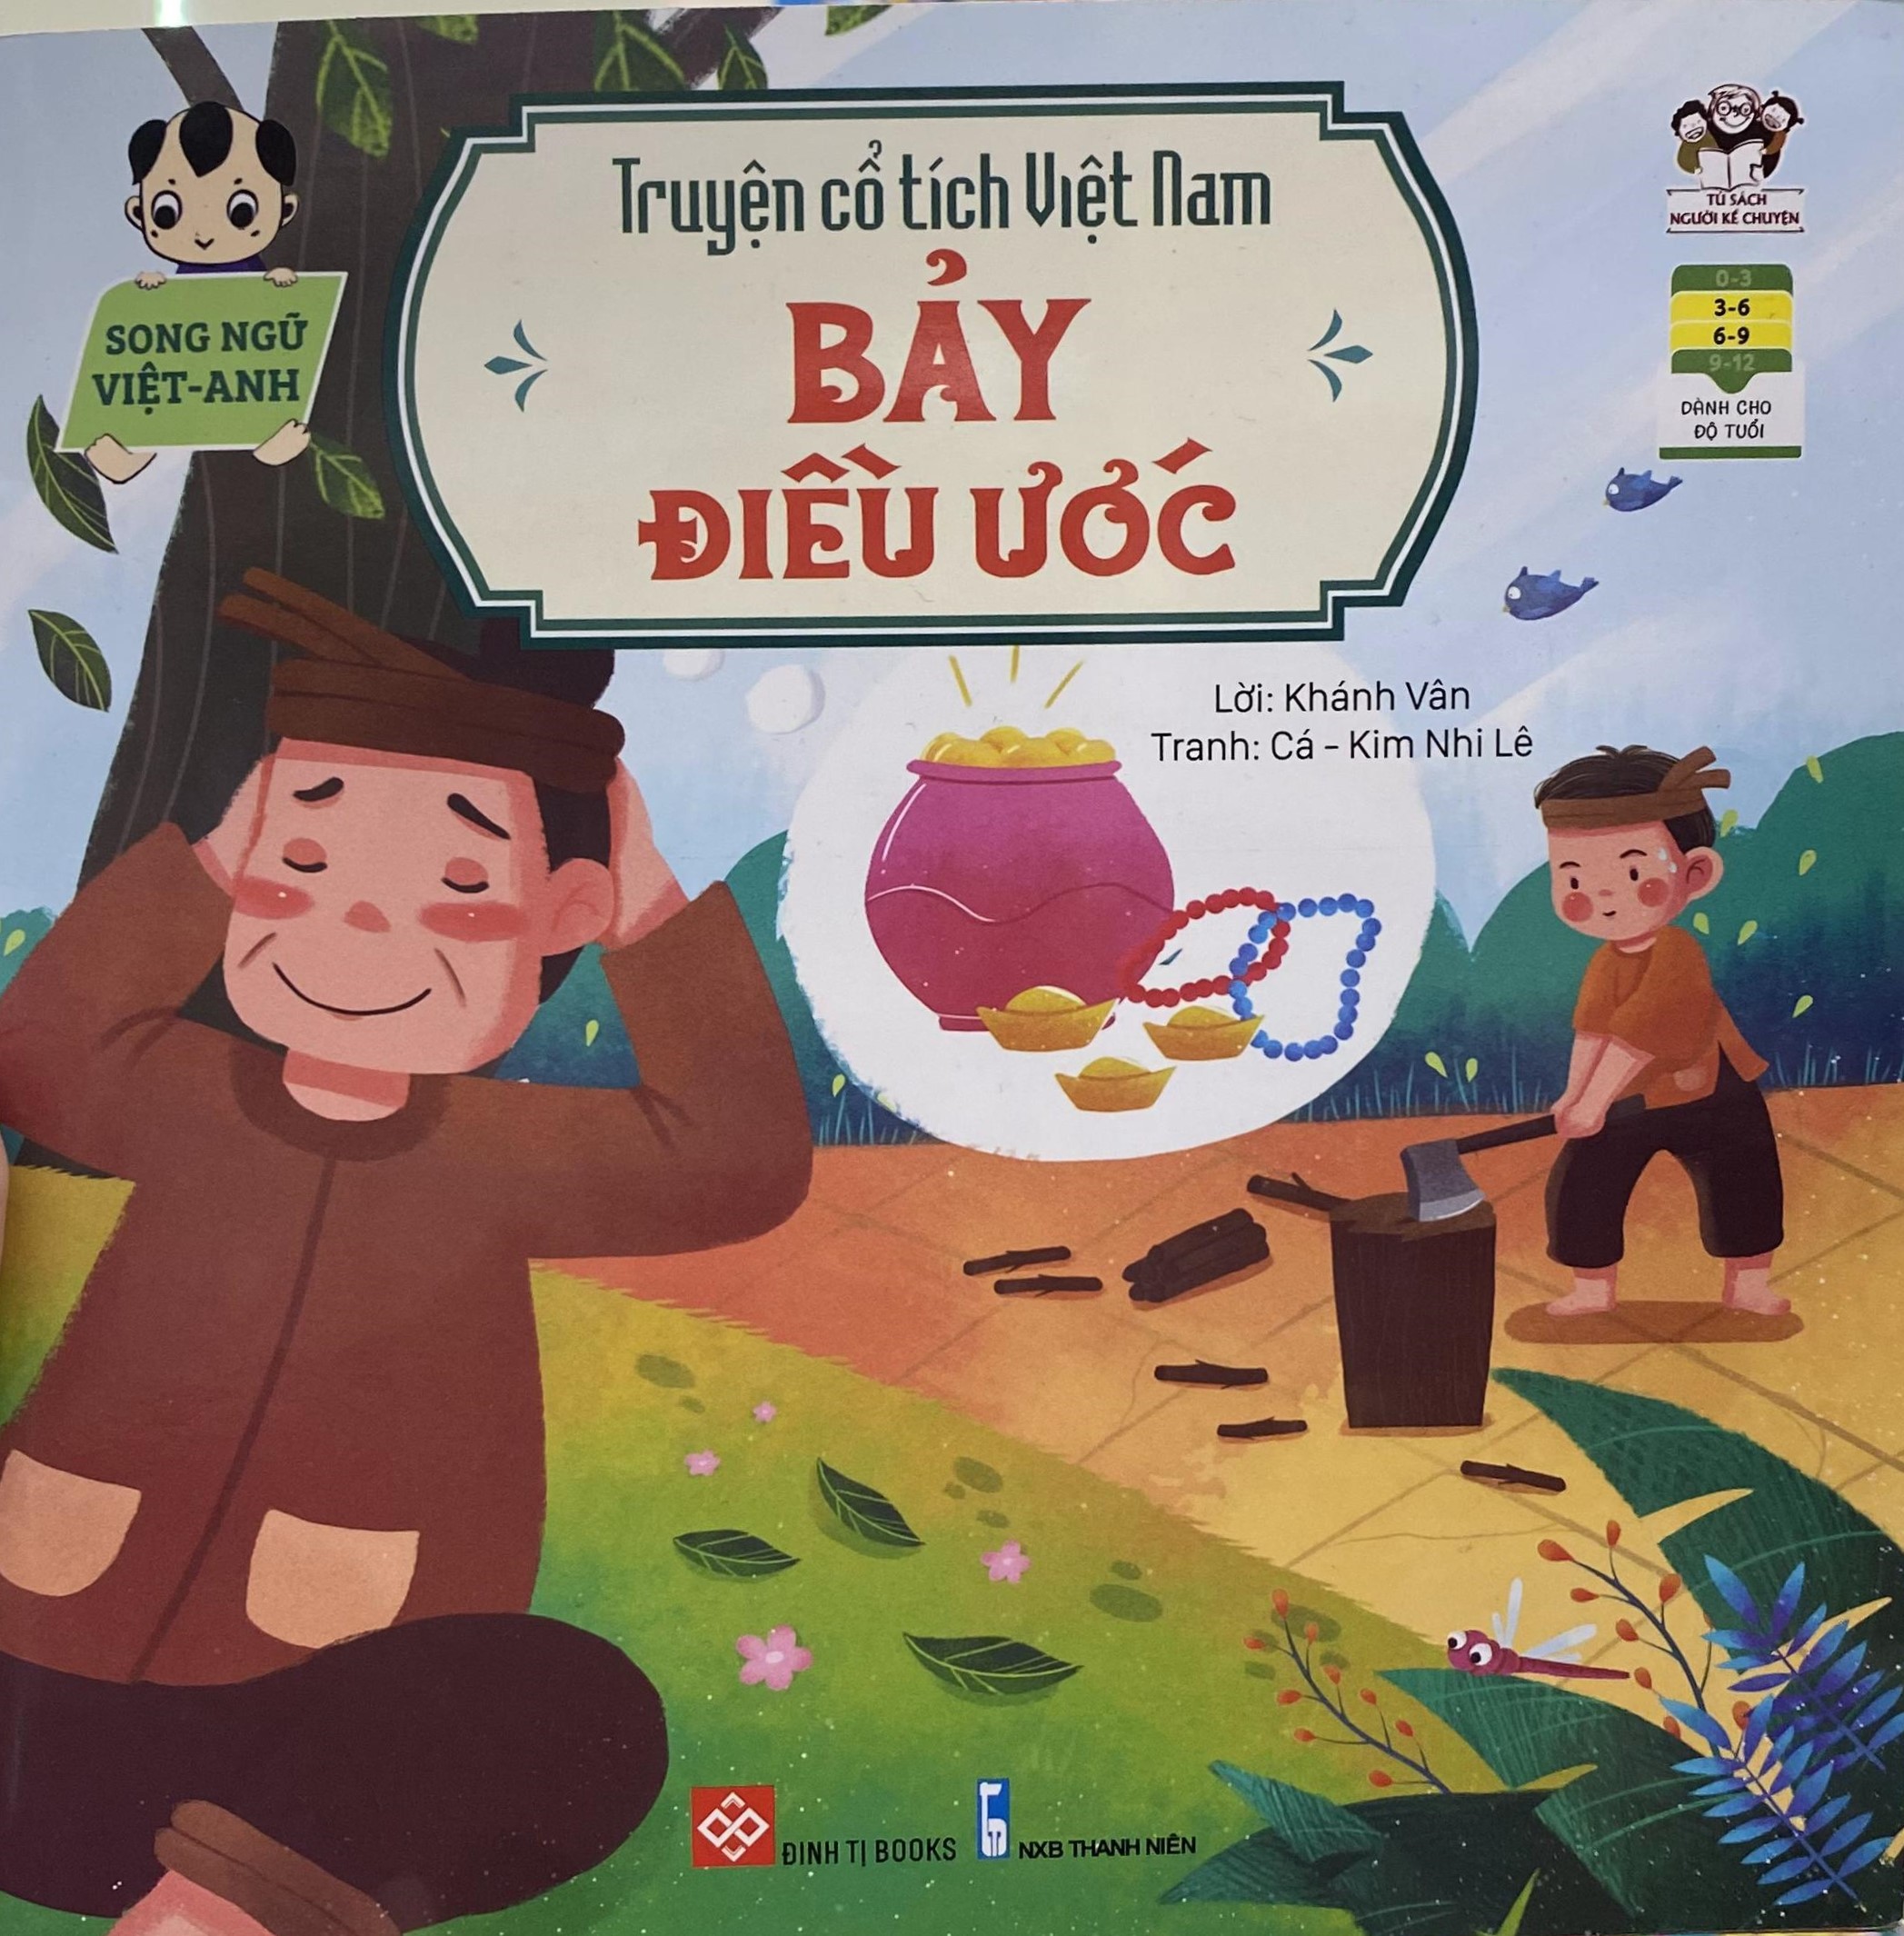 Truyện cổ tích Việt Nam
BẢY
ĐIỀU ƯỚC
SONG NGỮ
VIỆT-ANH
TỦ SÁCH
NGƯỜI KỂ CHUYỆN
0-3
3-6
6-9
9-12
DÀNH CHO
ĐỘ TUỔI
Lời: Khánh Vân
Tranh: Cá - Kim Nhi Lê
ĐINH TỊ BOOKS
NXB THANH NIÊN